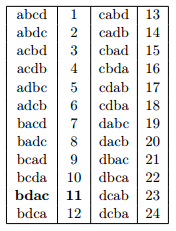 abcd 1 cabd 13
abdc 2 cadb 14
acbd 3 cbad 15
acdb 4 cbda 16
adbc 5 cdab 17
adcb 6 cdba 18
bacd 7 dabc 19
badc 8 dacb 20
bcad 9 dbac 21
bcda 10 dbca 22
bdac 11 dcab 23
bdca 12 dcba 24